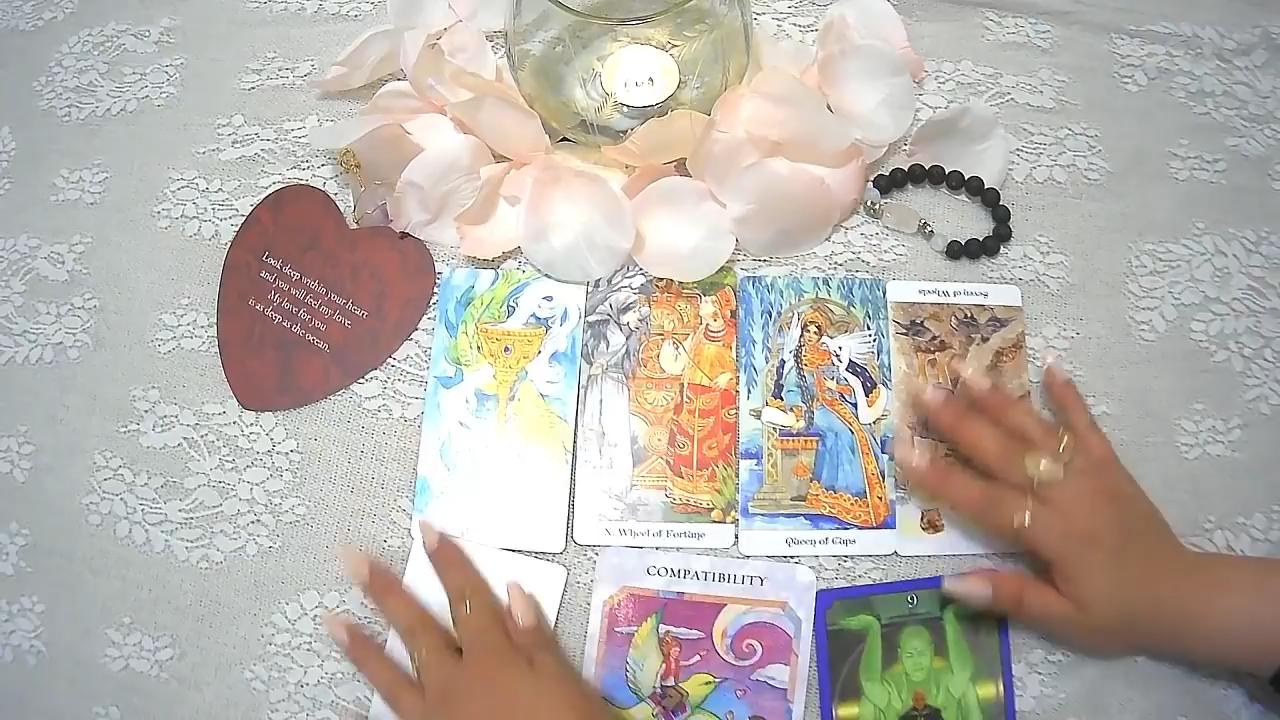 Look deep within your heart
and you will feel my love.
My love for you
is as deep as the ocean.
Seven of Wheels
X. Wheel of Fortune
Queen of Cups
COMPATIBILITY
9